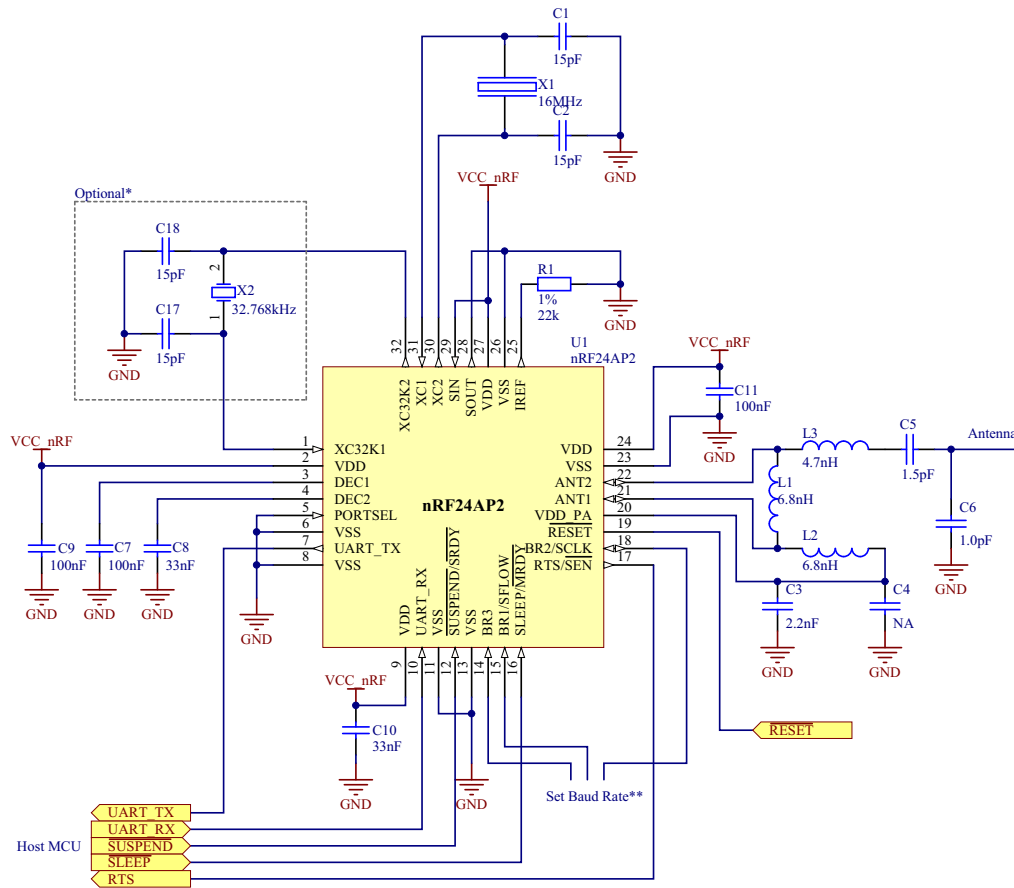 C1
15pF
X1
16MHz
C2
15pF
GND
VCC_nRF
Optional*
C18
15pF
2
X2
32.768kHz
C17
1
15pF
GND
R1
1%
22k
GND
U1
nRF24AP2
32
31
30
29
28
27
26
25
XC32K2
XC1
XC2
SIN
SOUT
VDD
VSS
IREF
VCC_nRF
C11
100nF
GND
VCC_nRF
1
2
3
4
5
6
7
8
XC32K1
VDD
DEC1
DEC2
PORTSEL
VSS
UART_TX
VSS
nRF24AP2
VDD
VSS
ANT2
ANT1
VDD_PA
RESET
BR2/SCLK
RTS/SEN
24
23
22
21
20
19
18
17
L3
4.7nH
C5
1.5pF
Antenna
L1
6.8nH
L2
6.8nH
C6
1.0pF
GND
C9
100nF
GND
C7
100nF
GND
C8
33nF
GND
GND
C3
2.2nF
GND
C4
NA
GND
VDD
UART_RX
VSS
SUSPEND/SRDY
VSS
BR3
BR1/SFLOW
SLEEP/MRDY
9
10
11
12
13
14
15
16
VCC_nRF
C10
33nF
GND
GND
RESET
Set Baud Rate**
Host MCU
UART_TX
UART_RX
SUSPEND
SLEEP
RTS